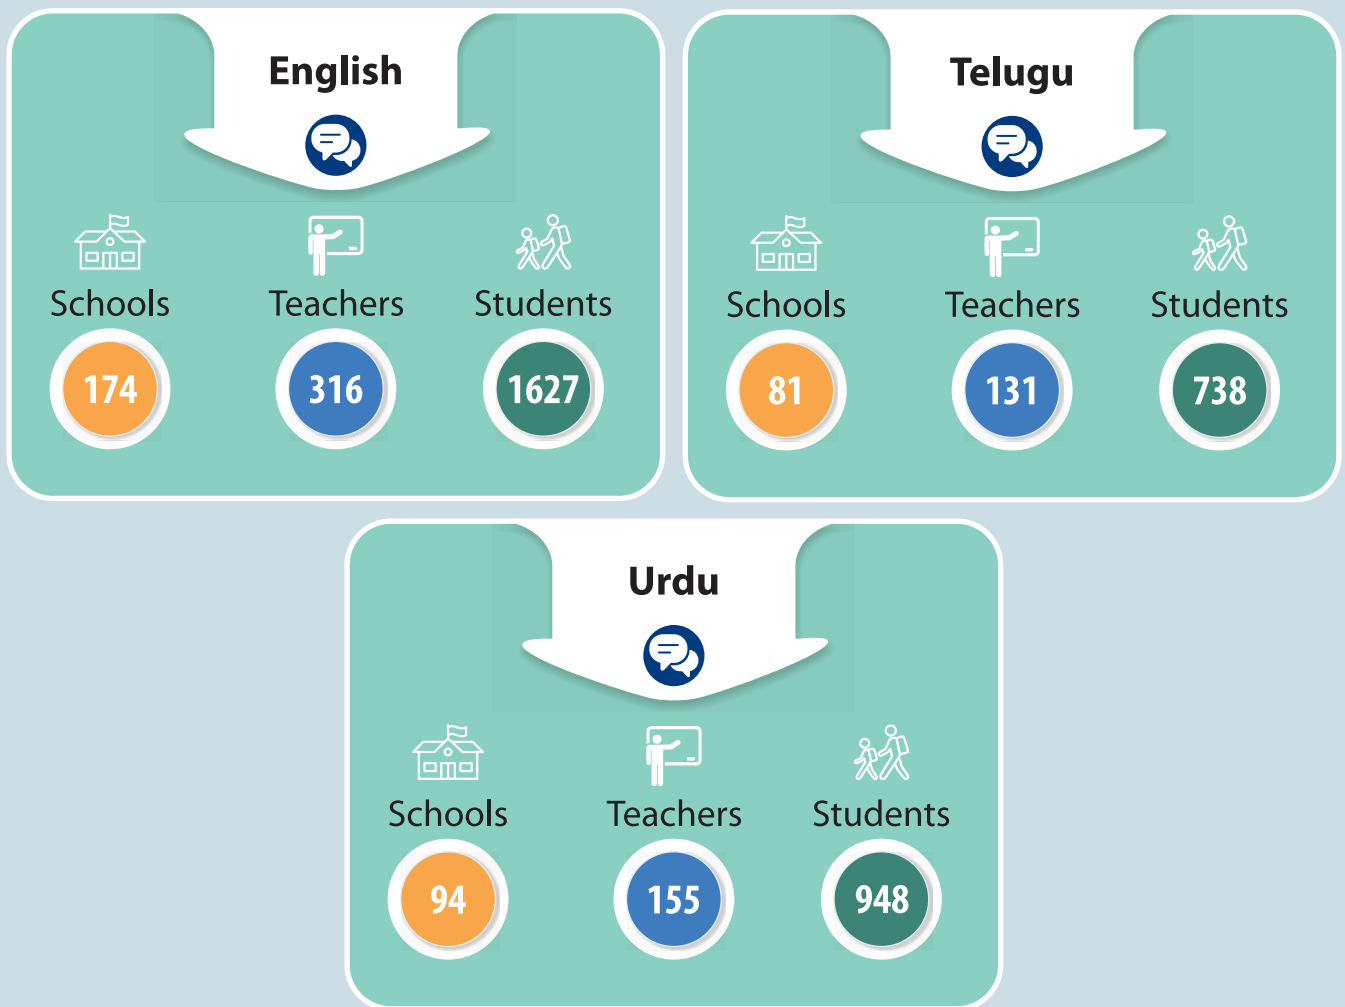 English
Schools Teachers Students
174 316 1627
Telugu
Schools Teachers Students
81 131 738
Urdu
Schools Teachers Students
94 155 948